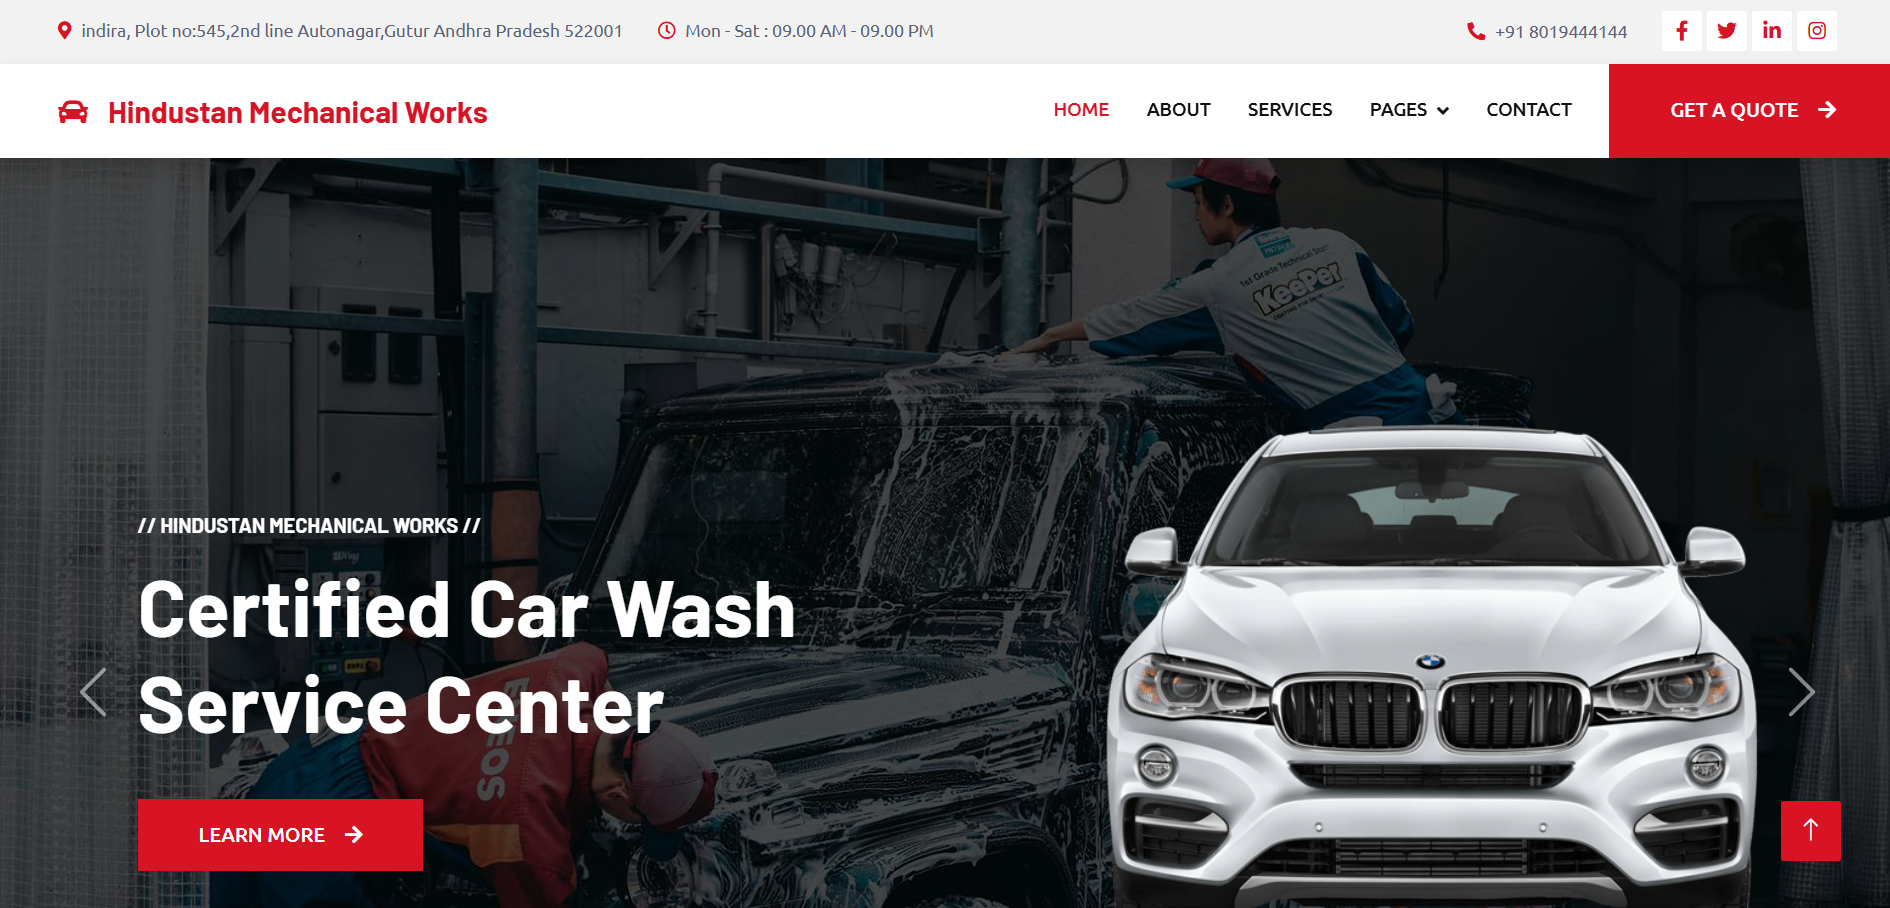 indira, Plot no:545,2nd line Autonagar,Gutur Andhra Pradesh 522001
Mon - Sat : 09.00 AM - 09.00 PM
+91 8019444144
Hindustan Mechanical Works
HOME
ABOUT
SERVICES
PAGES
CONTACT
GET A QUOTE
1st Grade Technical Staff
KeePer
// HINDUSTAN MECHANICAL WORKS //
Certified Car Wash
Service Center
LEARN MORE